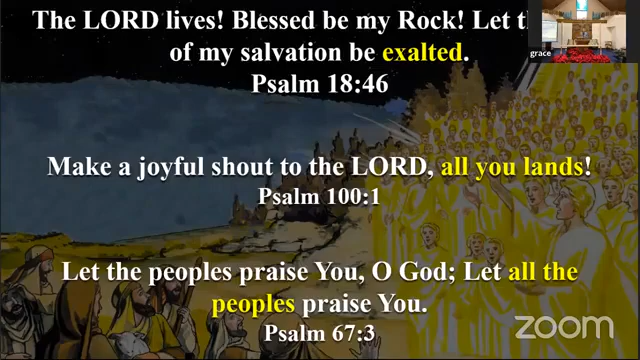 The LORD lives! Blessed be my Rock! Let
of my salvation be exalted.
Psalm 18:46
grace
Make a joyful shout to the LORD, all you lands!
Psalm 100:1
Let the peoples praise You, O God; Let all the
peoples praise You.
Psalm 67:3
zoom